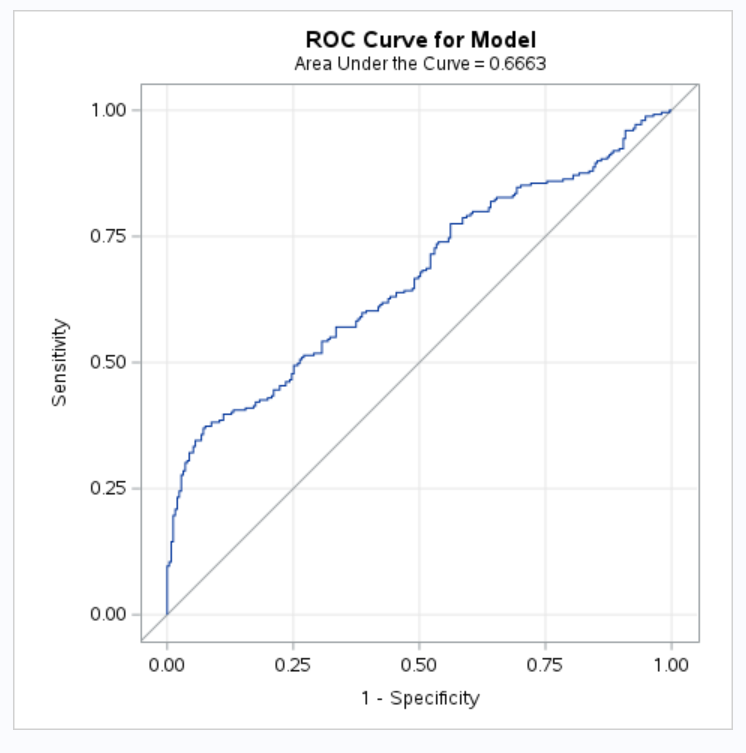 ROC Curve for Model
Area Under the Curve = 0.6663
1.00
0.75
0.50
0.25
0.00
Sensitivity
0.00 0.25 0.50 0.75 1.00
1 - Specificity